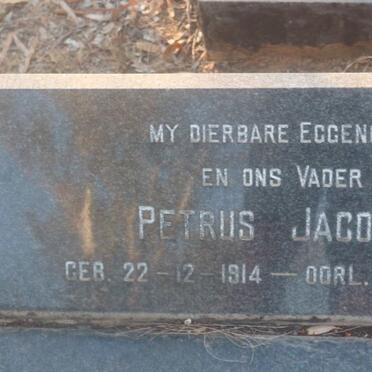 MY DIERBARE EGGEN
EN ONS VADER
PETRUS JACO
GEB. 22-12-1914 — OORL.